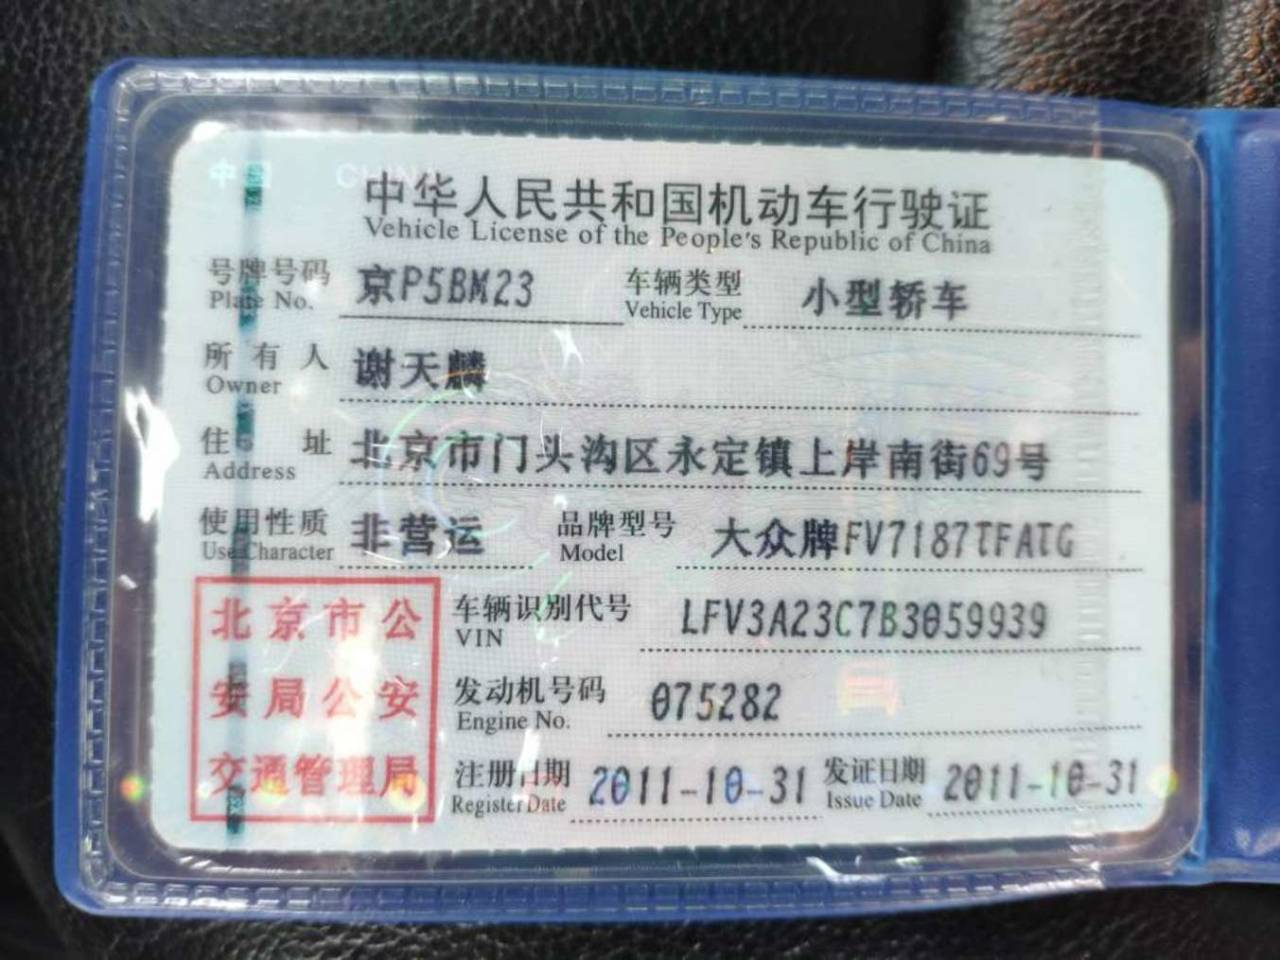 中国 CHINA
中华人民共和国机动车行驶证
Vehicle License of the People's Republic of China
号牌号码 京P5BM23 车辆类型 小型轿车
Plate No. Vehicle Type
所有人 谢天麟
Owner
住址 北京市门头沟区永定镇上岸南街69号
Address
使用性质 非营运 品牌型号 大众牌FV7187TFATG
Use Character Model
北京市公
安局公安
交通管理局
车辆识别代号 LFV3A23C7B3059939
VIN
发动机号码 075282
Engine No.
注册日期 2011-10-31 发证日期 2011-10-31
Register Date Issue Date